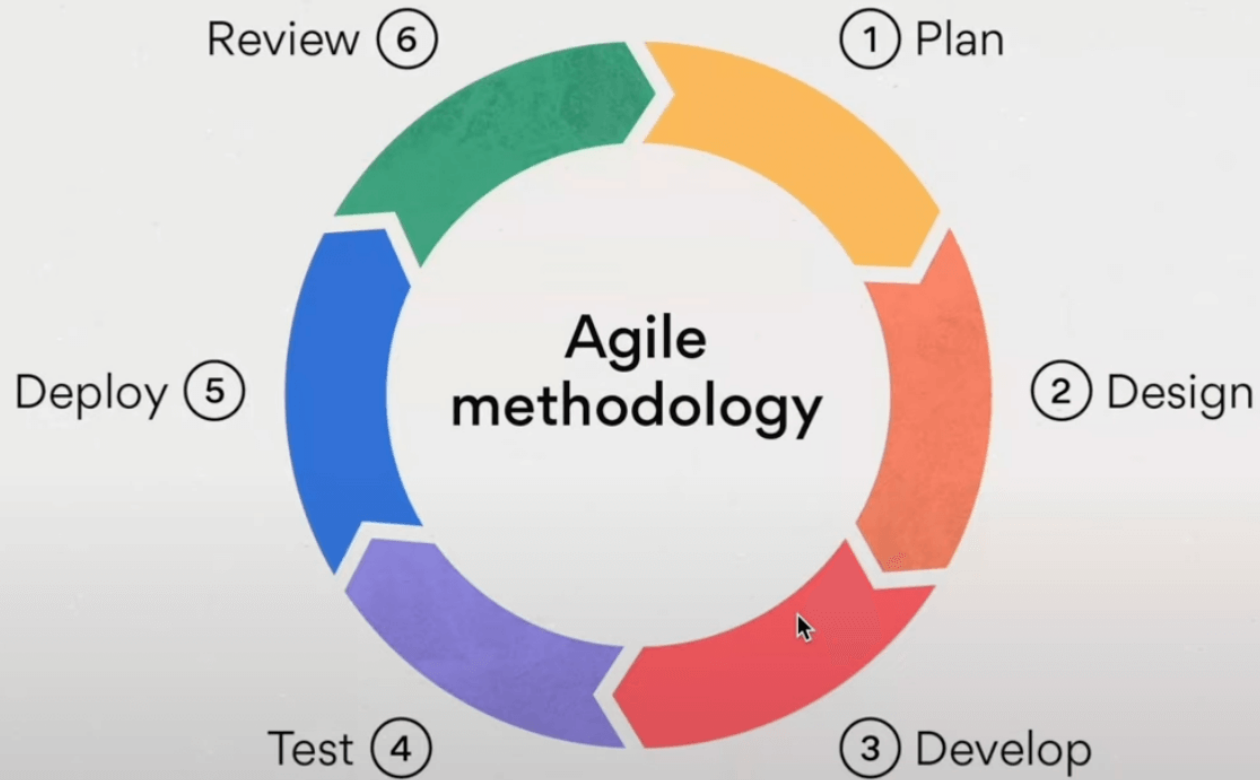 Review 6
1 Plan
Agile
methodology
Deploy 5
2 Design
Test 4
3 Develop